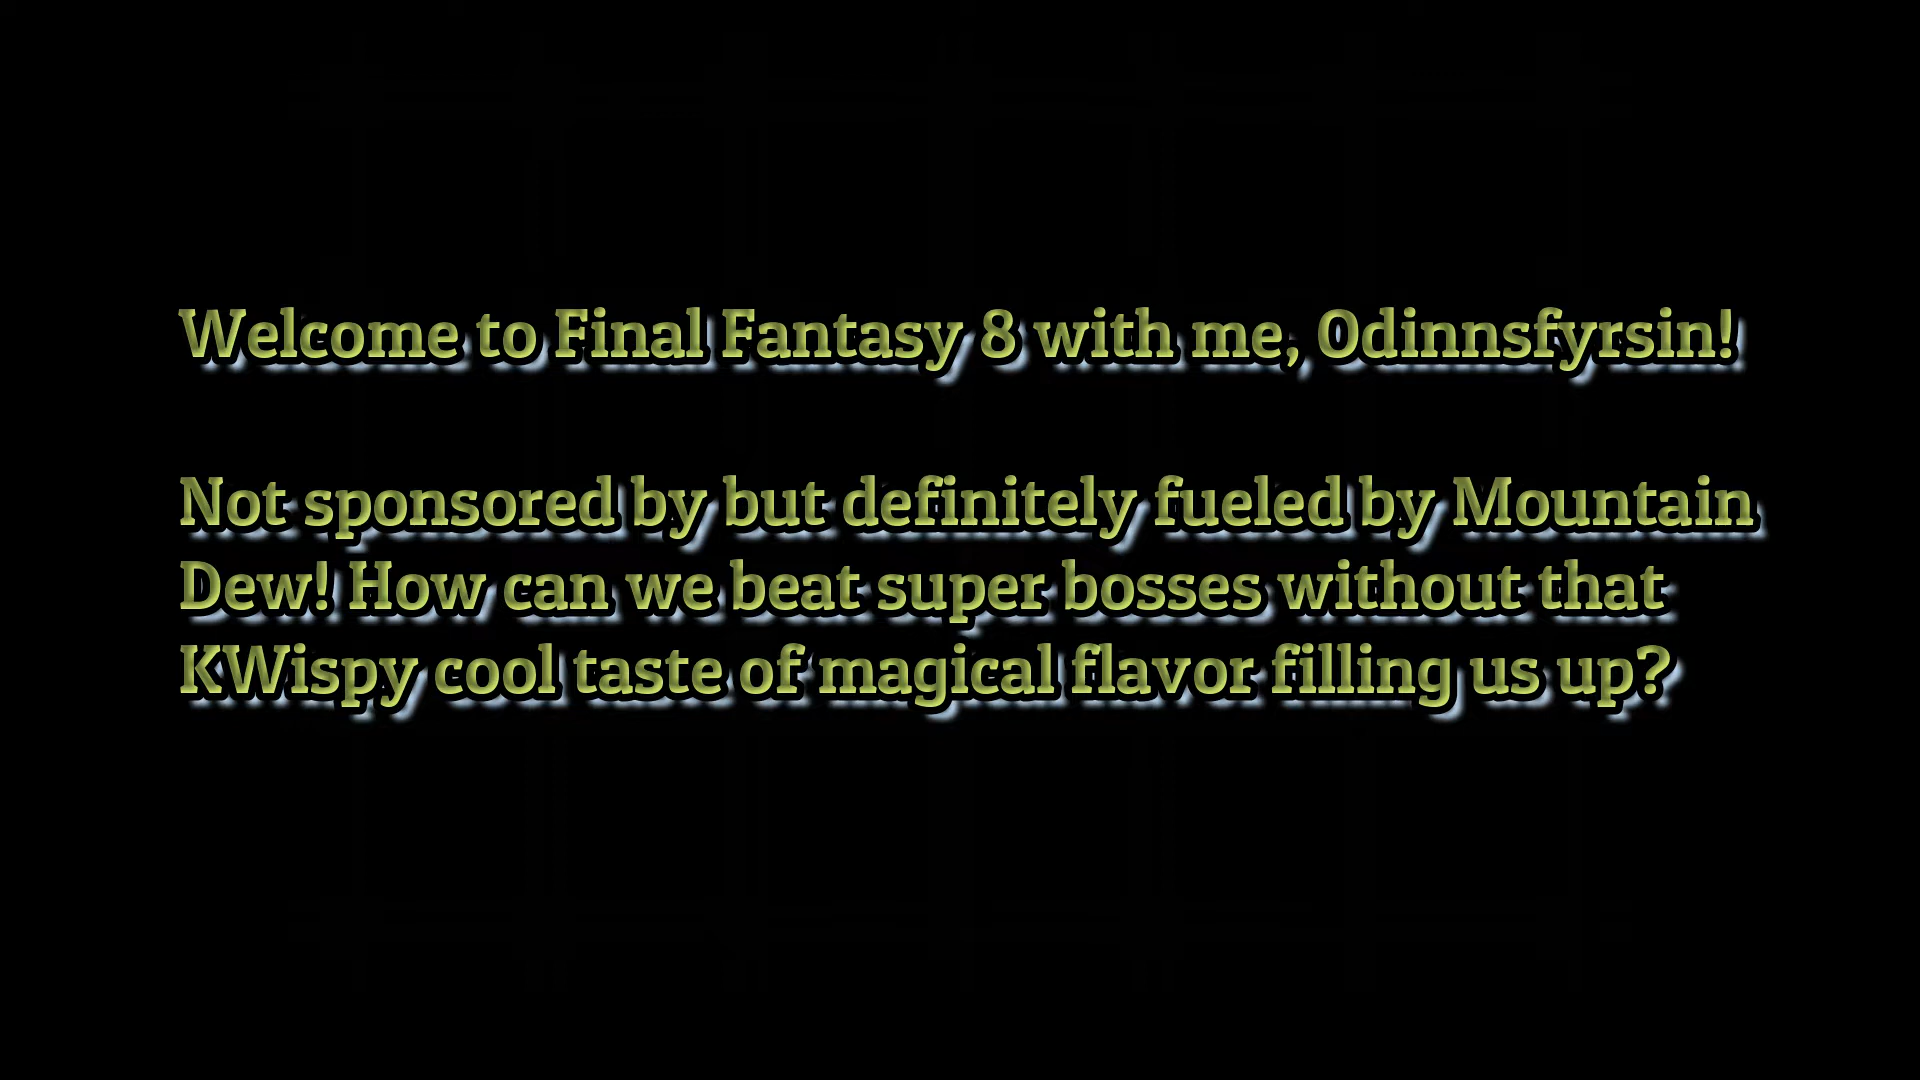 Welcome to Final Fantasy 8 with me, 0dinnsfyrsin!
Not sponsored by but definitely fueled by Mountain
Dew! How can we beat super bosses without that
KWispy cool taste of magical flavor filling us up?